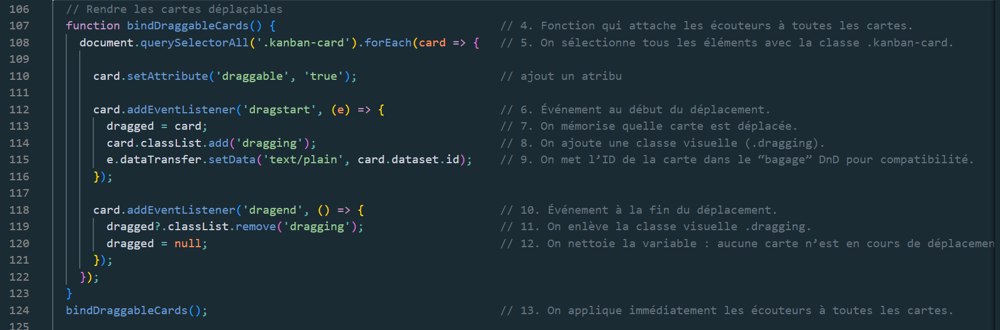 106 // Rendre les cartes déplaçables
107 function bindDraggableCards() { // 4. Fonction qui attache les écouteurs à toutes les cartes.
108 document.querySelectorAll('.kanban-card').forEach(card => { // 5. On sélectionne tous les éléments avec la classe .kanban-card.
109
110 card.setAttribute('draggable', 'true'); // ajout un atribu
111
112 card.addEventListener('dragstart', (e) => { // 6. Événement au début du déplacement.
113 dragged = card; // 7. On mémorise quelle carte est déplacée.
114 card.classList.add('dragging'); // 8. On ajoute une classe visuelle (.dragging).
115 e.dataTransfer.setData('text/plain', card.dataset.id); // 9. On met l’ID de la carte dans le “bagage” DnD pour compatibilité.
116 });
117
118 card.addEventListener('dragend', () => { // 10. Événement à la fin du déplacement.
119 dragged?.classList.remove('dragging'); // 11. On enlève la classe visuelle .dragging.
120 dragged = null; // 12. On nettoie la variable : aucune carte n’est en cours de déplacemen
121 });
122 });
123 }
124 bindDraggableCards(); // 13. On applique immédiatement les écouteurs à toutes les cartes.
125